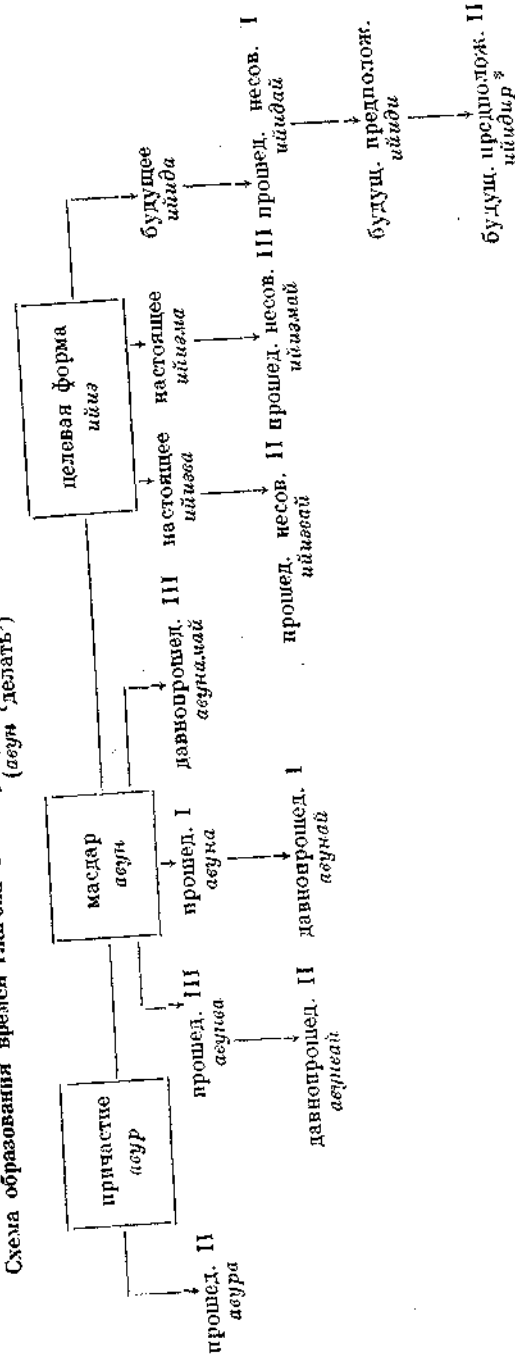 Схема образования времен глагола
(авун ‘делать’)
причастие
авур
масдар
авун
целевая форма
ийиз
прошед. II
авура
прошед. III
авунва
прошед. I
авуна
давнопрошед. III
авунамай
настоящее
ийизва
настоящее
ийизма
будущее
ийида
давнопрошед. II
авунвай
давнопрошед. I
авунай
прошед. несов. II
ийизвай
прошед. несов. III
ийизмай
прошед. несов. I
ийидай
будущ. предполож.
ийиди
будущ. предполож. II
ийидир *